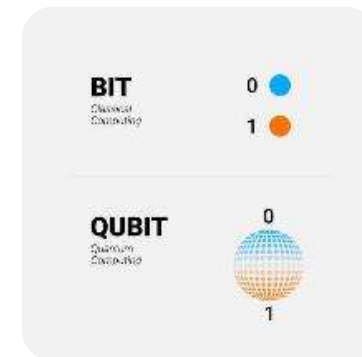 BIT
Classical
Computing
0
1
QUBIT
Quantum
Computing
0
1